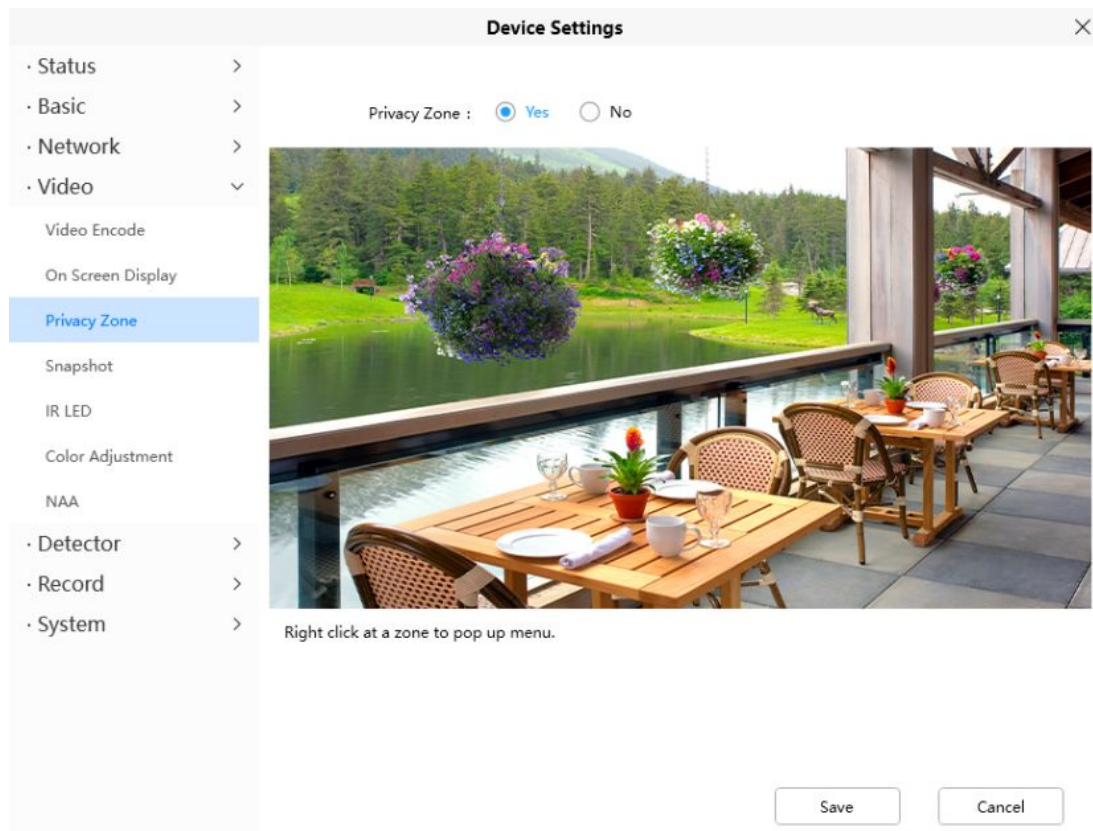 Device Settings
· Status
· Basic
· Network
· Video
Video Encode
On Screen Display
Privacy Zone
Snapshot
IR LED
Color Adjustment
NAA
· Detector
· Record
· System
Privacy Zone : Yes No
Right click at a zone to pop up menu.
Save Cancel